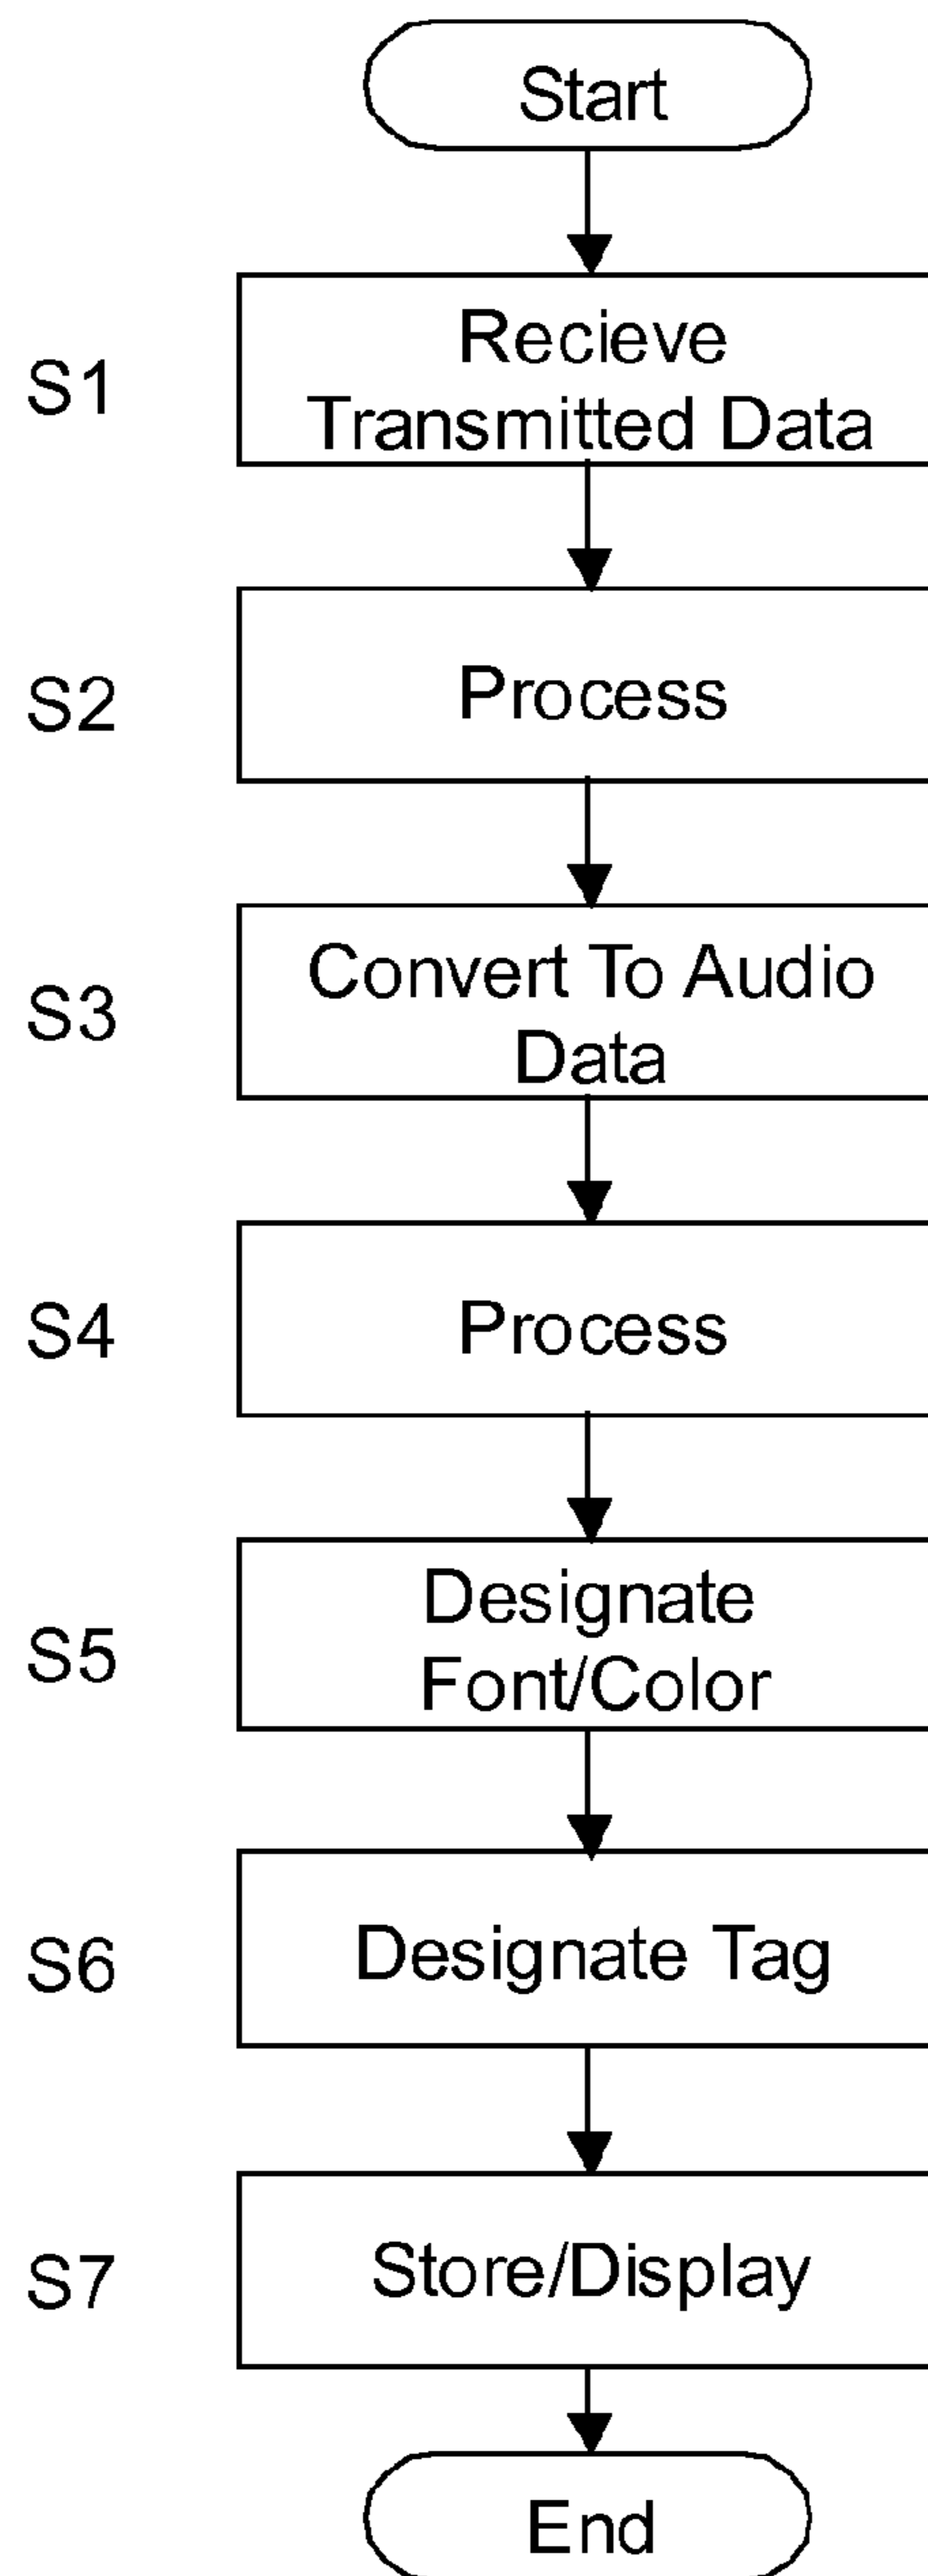 Start
S1
Recieve
Transmitted Data
S2
Process
S3
Convert To Audio
Data
S4
Process
S5
Designate
Font/Color
S6
Designate Tag
S7
Store/Display
End